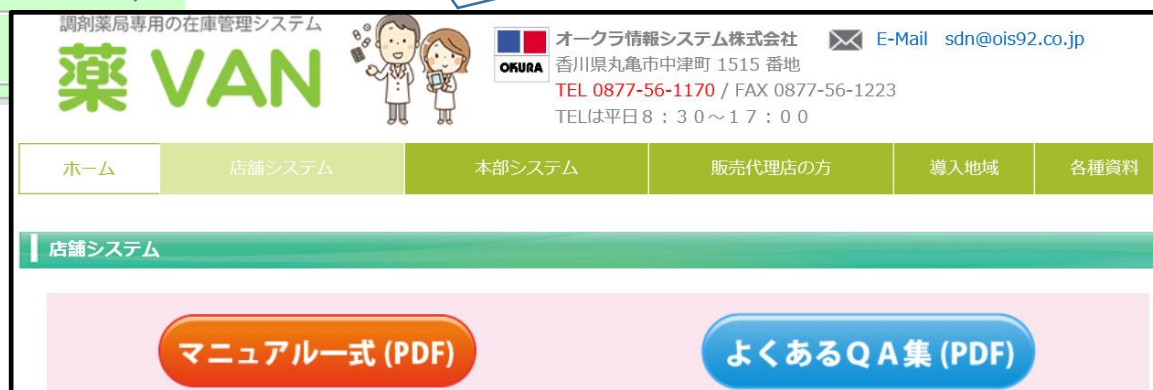 調剤薬局専用の在庫管理システム
薬 VAN
OKURA
オークラ情報システム株式会社 E-Mail sdn@ois92.co.jp
香川県丸亀市中津町 1515 番地
TEL 0877-56-1170 / FAX 0877-56-1223
TELは平日8：30～17：00
ホーム 店舗システム 本部システム 販売代理店の方 導入地域 各種資料
店舗システム
マニュアル一式 (PDF) よくあるQA集 (PDF)